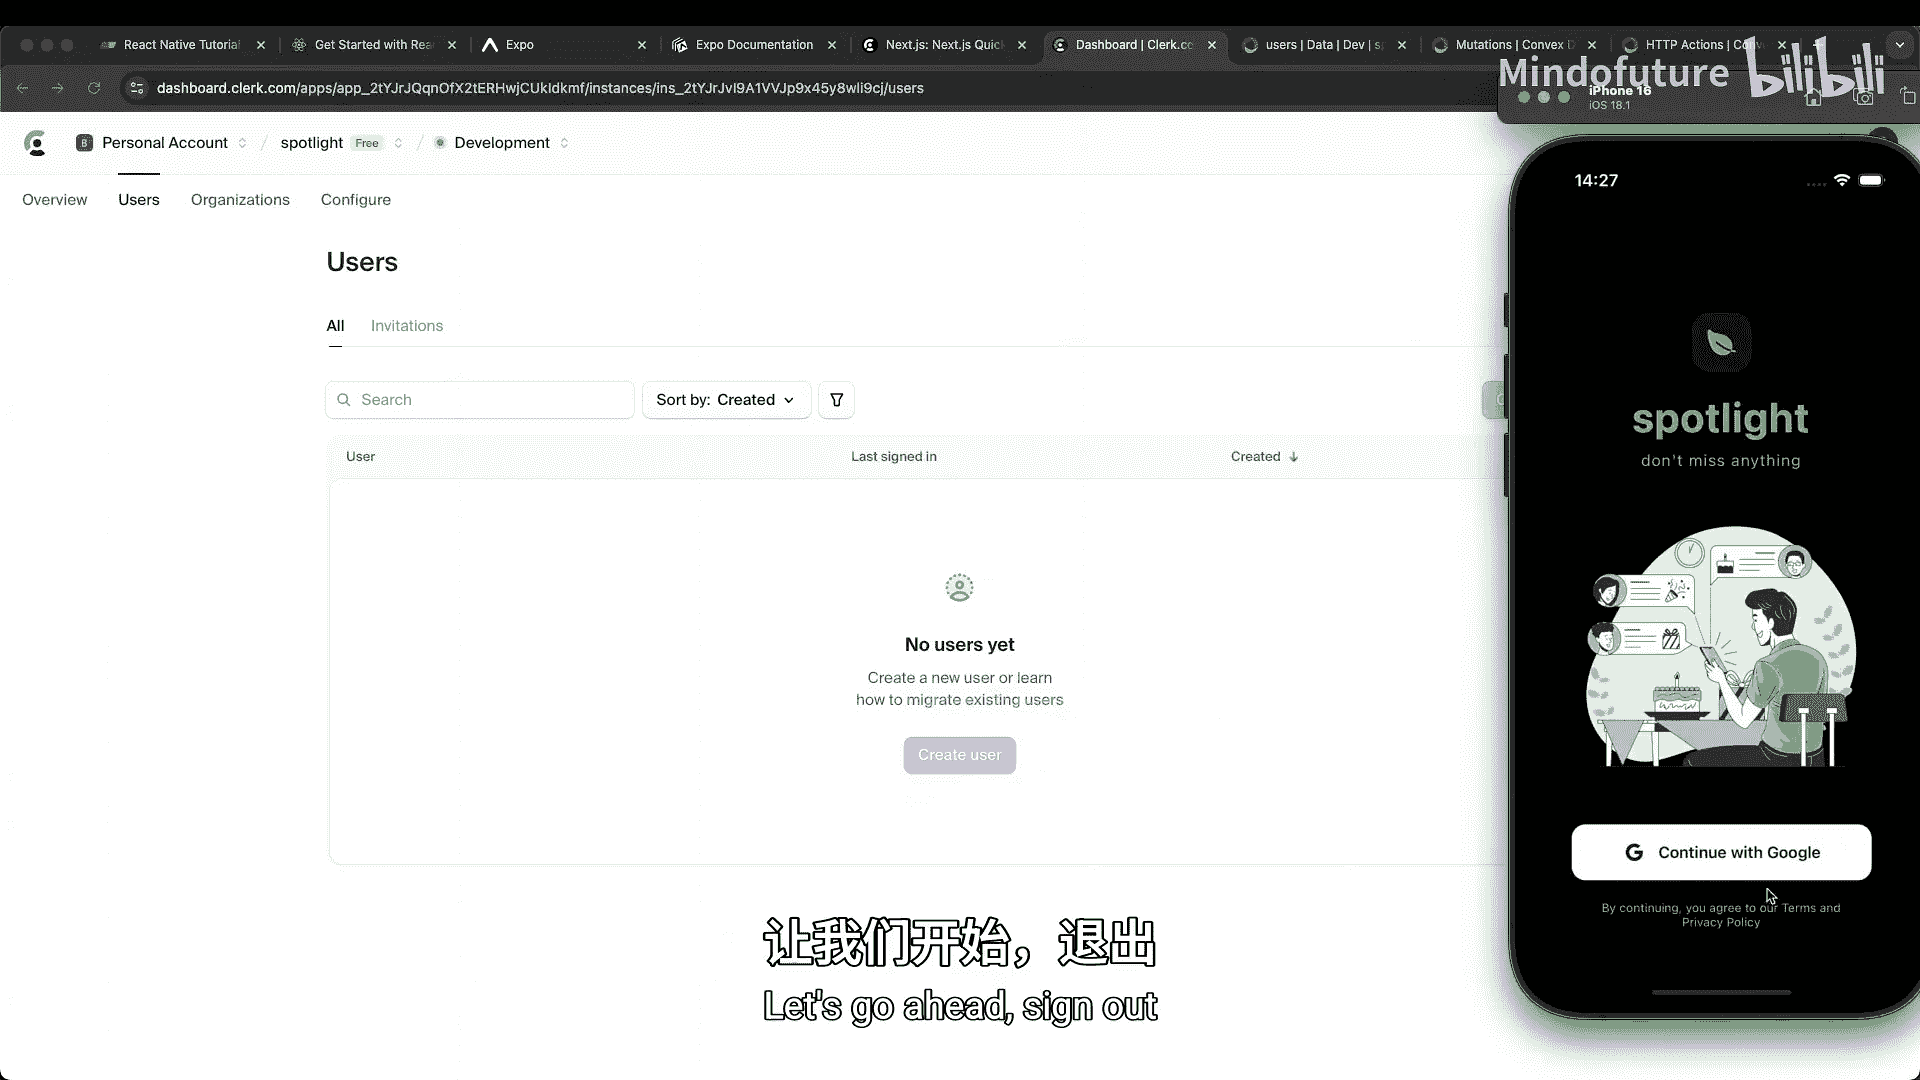 React Native Tutorial
Get Started with Rea
Expo
Expo Documentation
Next.js: Next.js Quic
Dashboard | Clerk.co
users | Data | Dev | s
Mutations | Convex D
HTTP Actions | Conv
dashboard.clerk.com/apps/app_2tYJrJQqnOfX2tERHwjCUkIdkmf/instances/ins_2tYJrJvI9A1VVJp9x45y8wIi9cj/users
Mindofuture bilibili
iPhone 16
iOS 18.1
B Personal Account / spotlight Free / Development
Overview Users Organizations Configure
Users
All Invitations
Search
Sort by: Created
User Last signed in Created ↓
No users yet
Create a new user or learn
how to migrate existing users
Create user
14:27
spotlight
don't miss anything
G Continue with Google
By continuing, you agree to our Terms and
Privacy Policy
让我们开始，退出
Let's go ahead, sign out